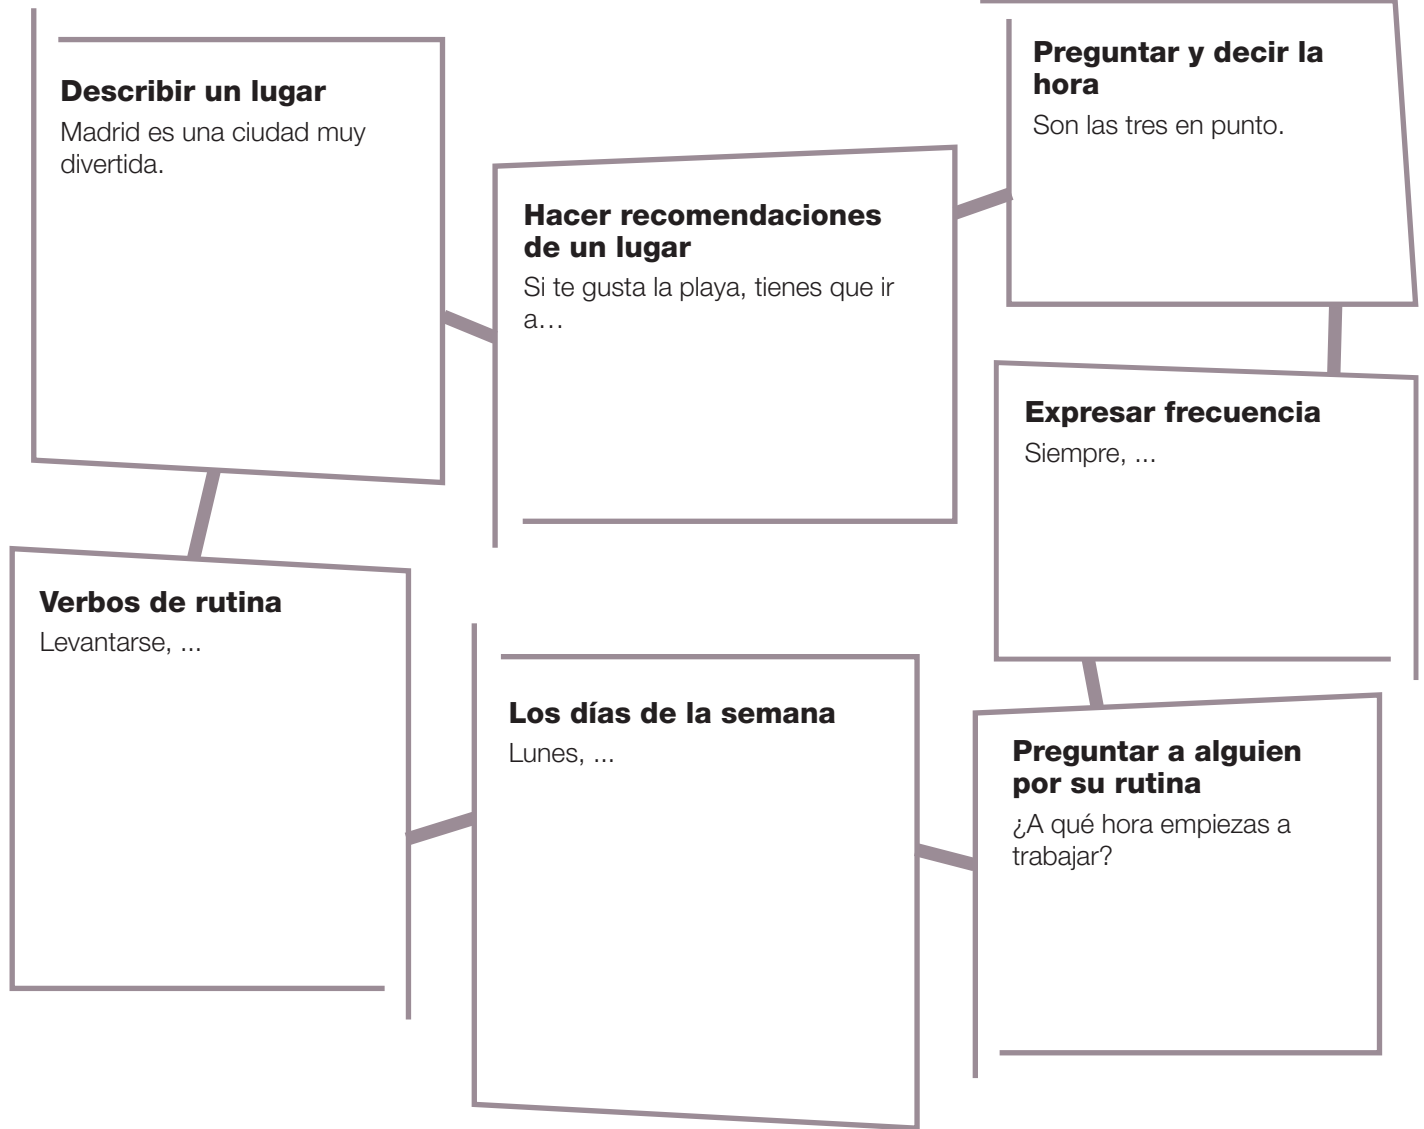 Describir un lugar
Madrid es una ciudad muy
divertida.
Hacer recomendaciones
de un lugar
Si te gusta la playa, tienes que ir
a…
Preguntar y decir la
hora
Son las tres en punto.
Expresar frecuencia
Siempre, ...
Verbos de rutina
Levantarse, ...
Los días de la semana
Lunes, ...
Preguntar a alguien
por su rutina
¿A qué hora empiezas a
trabajar?